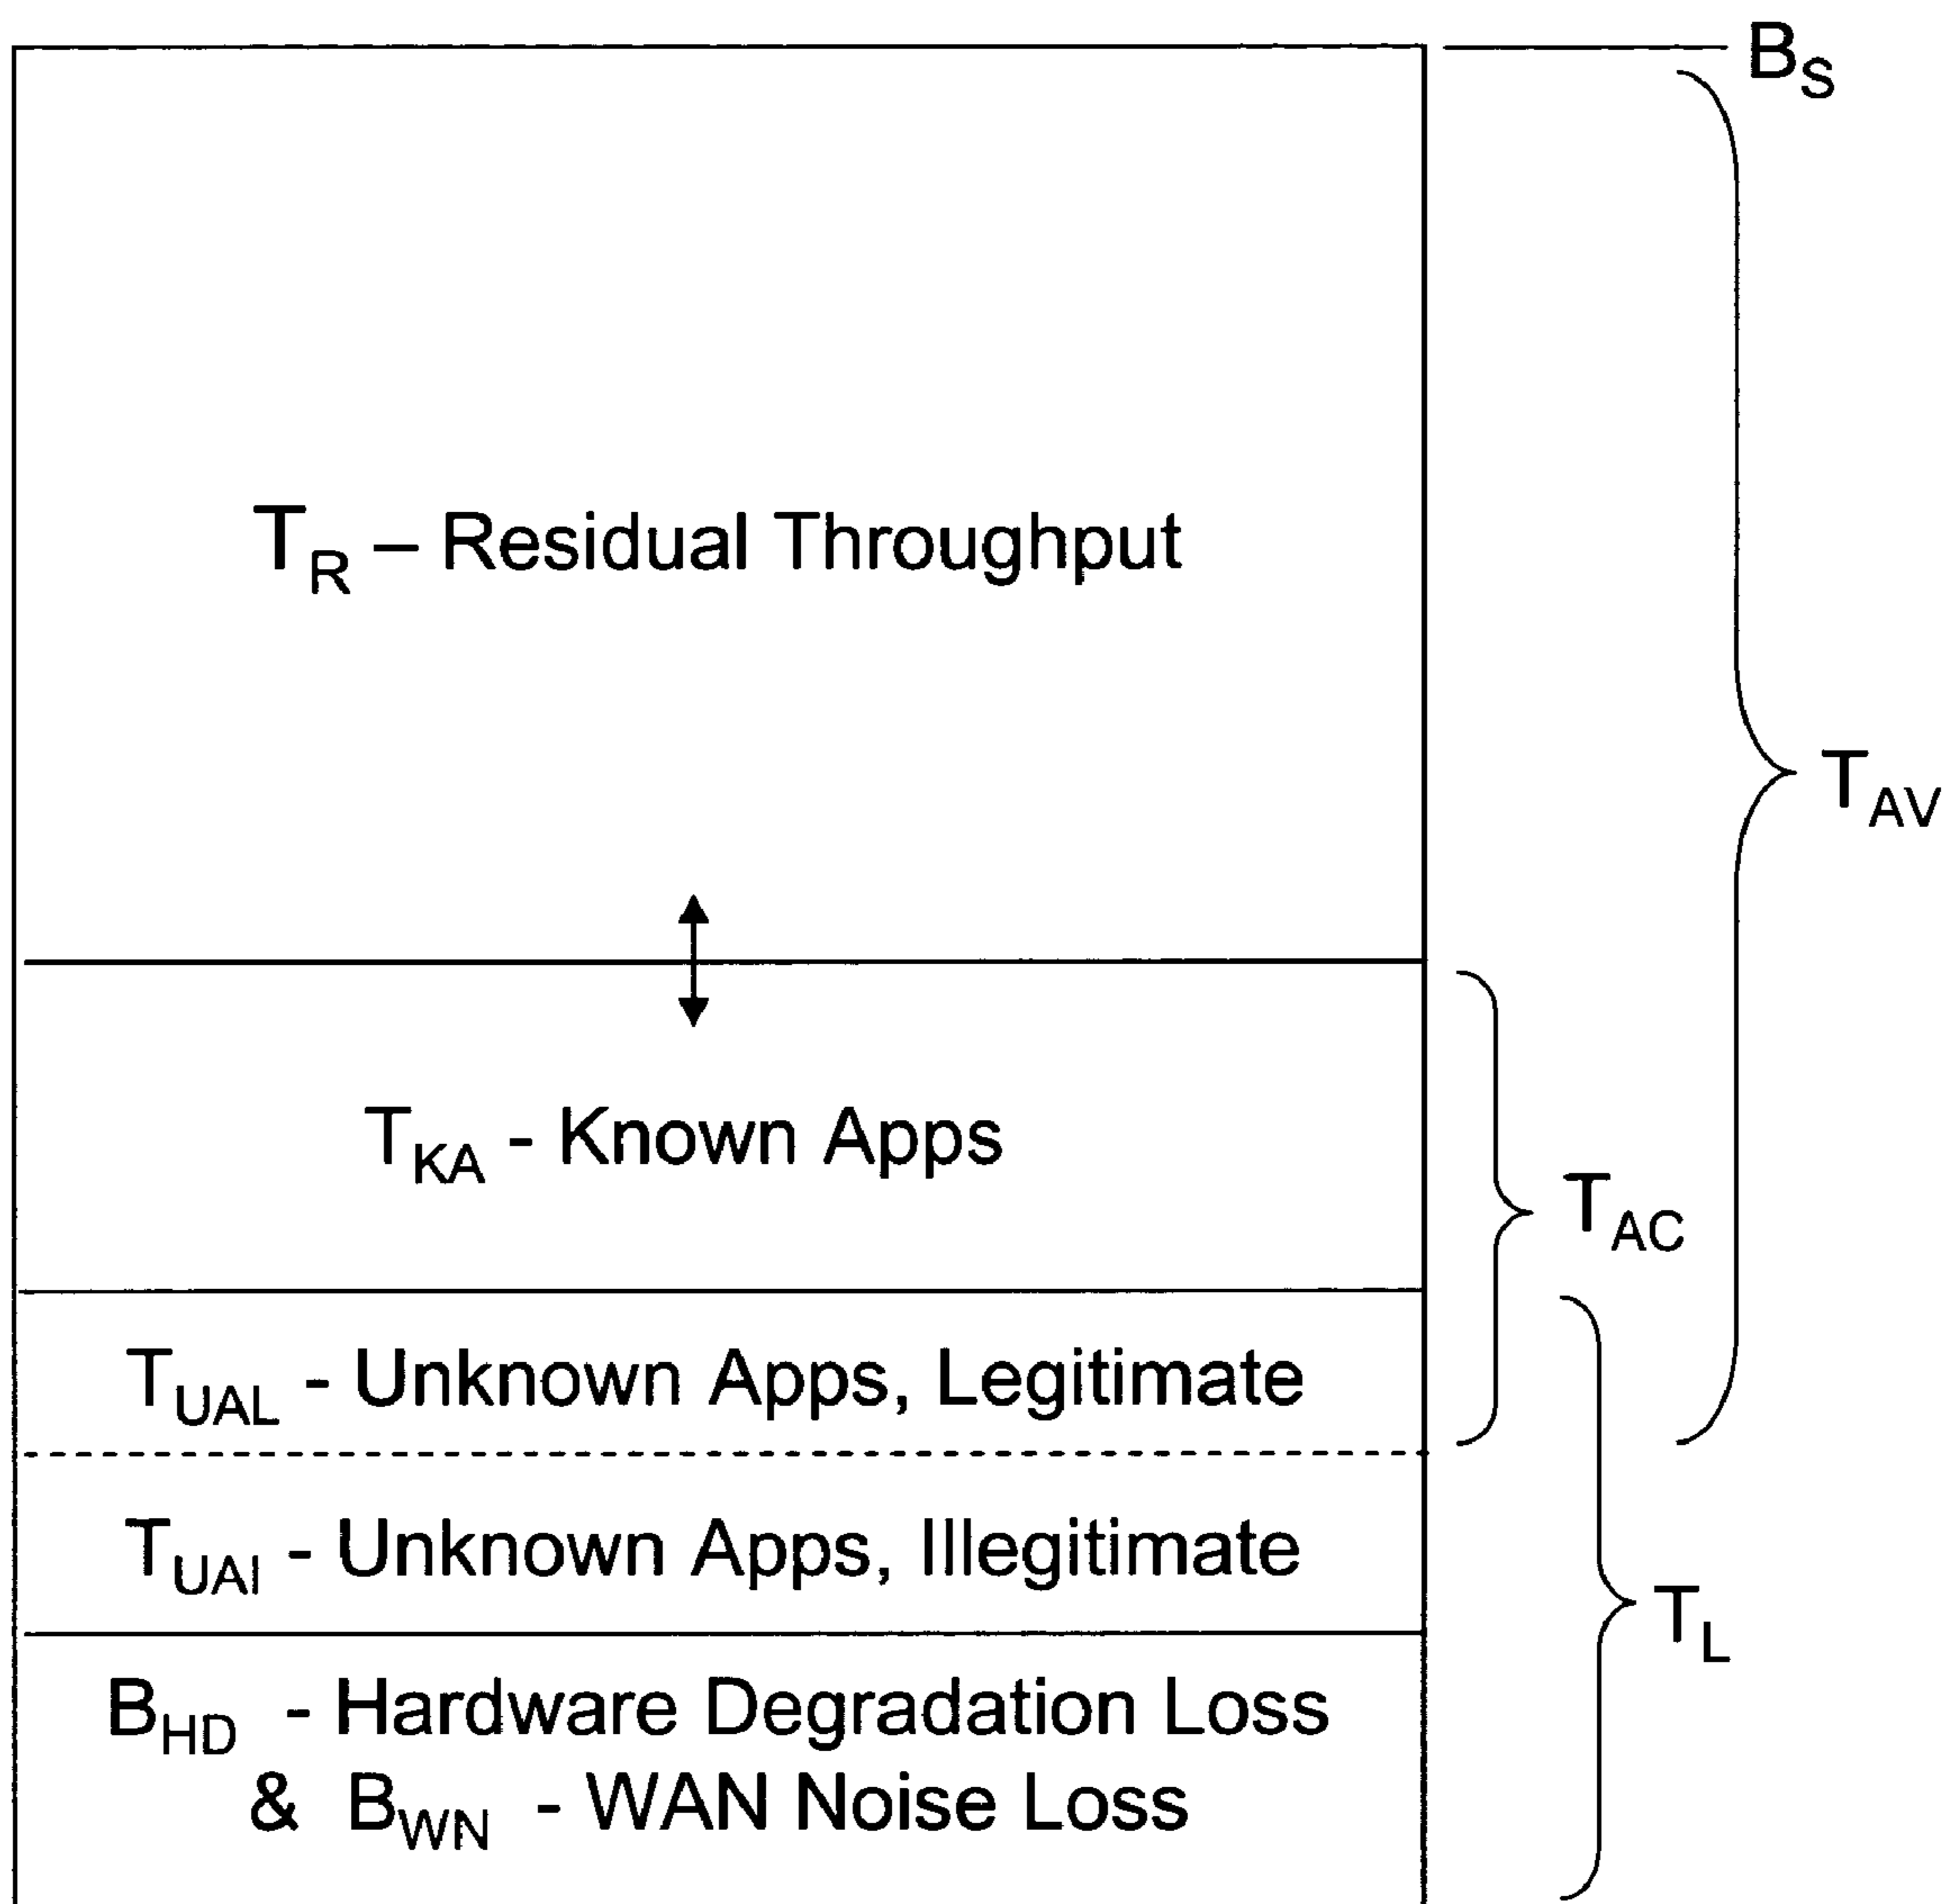 B_S
T_R – Residual Throughput
T_AV
T_KA - Known Apps
T_AC
T_UAL - Unknown Apps, Legitimate
T_UAI - Unknown Apps, Illegitimate
T_L
B_HD - Hardware Degradation Loss
& B_WN - WAN Noise Loss